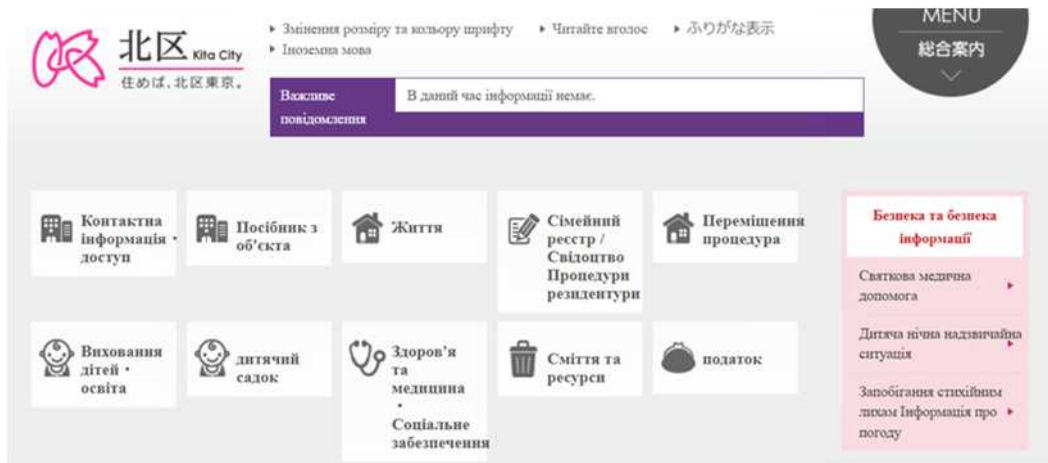 北区 Kita City
住めば、北区東京。
Змінення розміру та кольору шрифту
Читайте вголос
ふりがな表示
Іноземна мова
Важливе
повідомлення
В даний час інформації немає.
MENU
総合案内
Контактна
інформація・
доступ
Посібник з
об'єкта
Життя
Сімейний
реєстр /
Свідоцтво
Процедури
резидентури
Переміщення
процедура
Виховання
дітей・
освіта
дитячий
садок
Здоров'я
та
медицина
・
Соціальне
забезпечення
Сміття та
ресурси
податок
Безпека та безпека
інформації
Святкова медична
допомога
Дитяча нічна надзвичайна
ситуація
Запобігання стихійним
лихам Інформація про
погоду